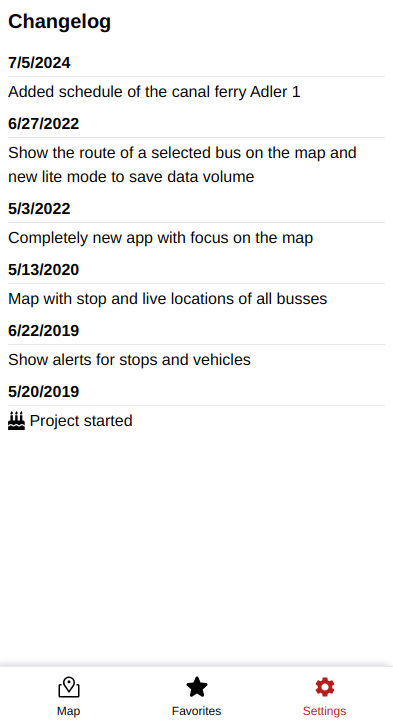 Changelog
7/5/2024
Added schedule of the canal ferry Adler 1
6/27/2022
Show the route of a selected bus on the map and
new lite mode to save data volume
5/3/2022
Completely new app with focus on the map
5/13/2020
Map with stop and live locations of all busses
6/22/2019
Show alerts for stops and vehicles
5/20/2019
Project started
Map Favorites Settings